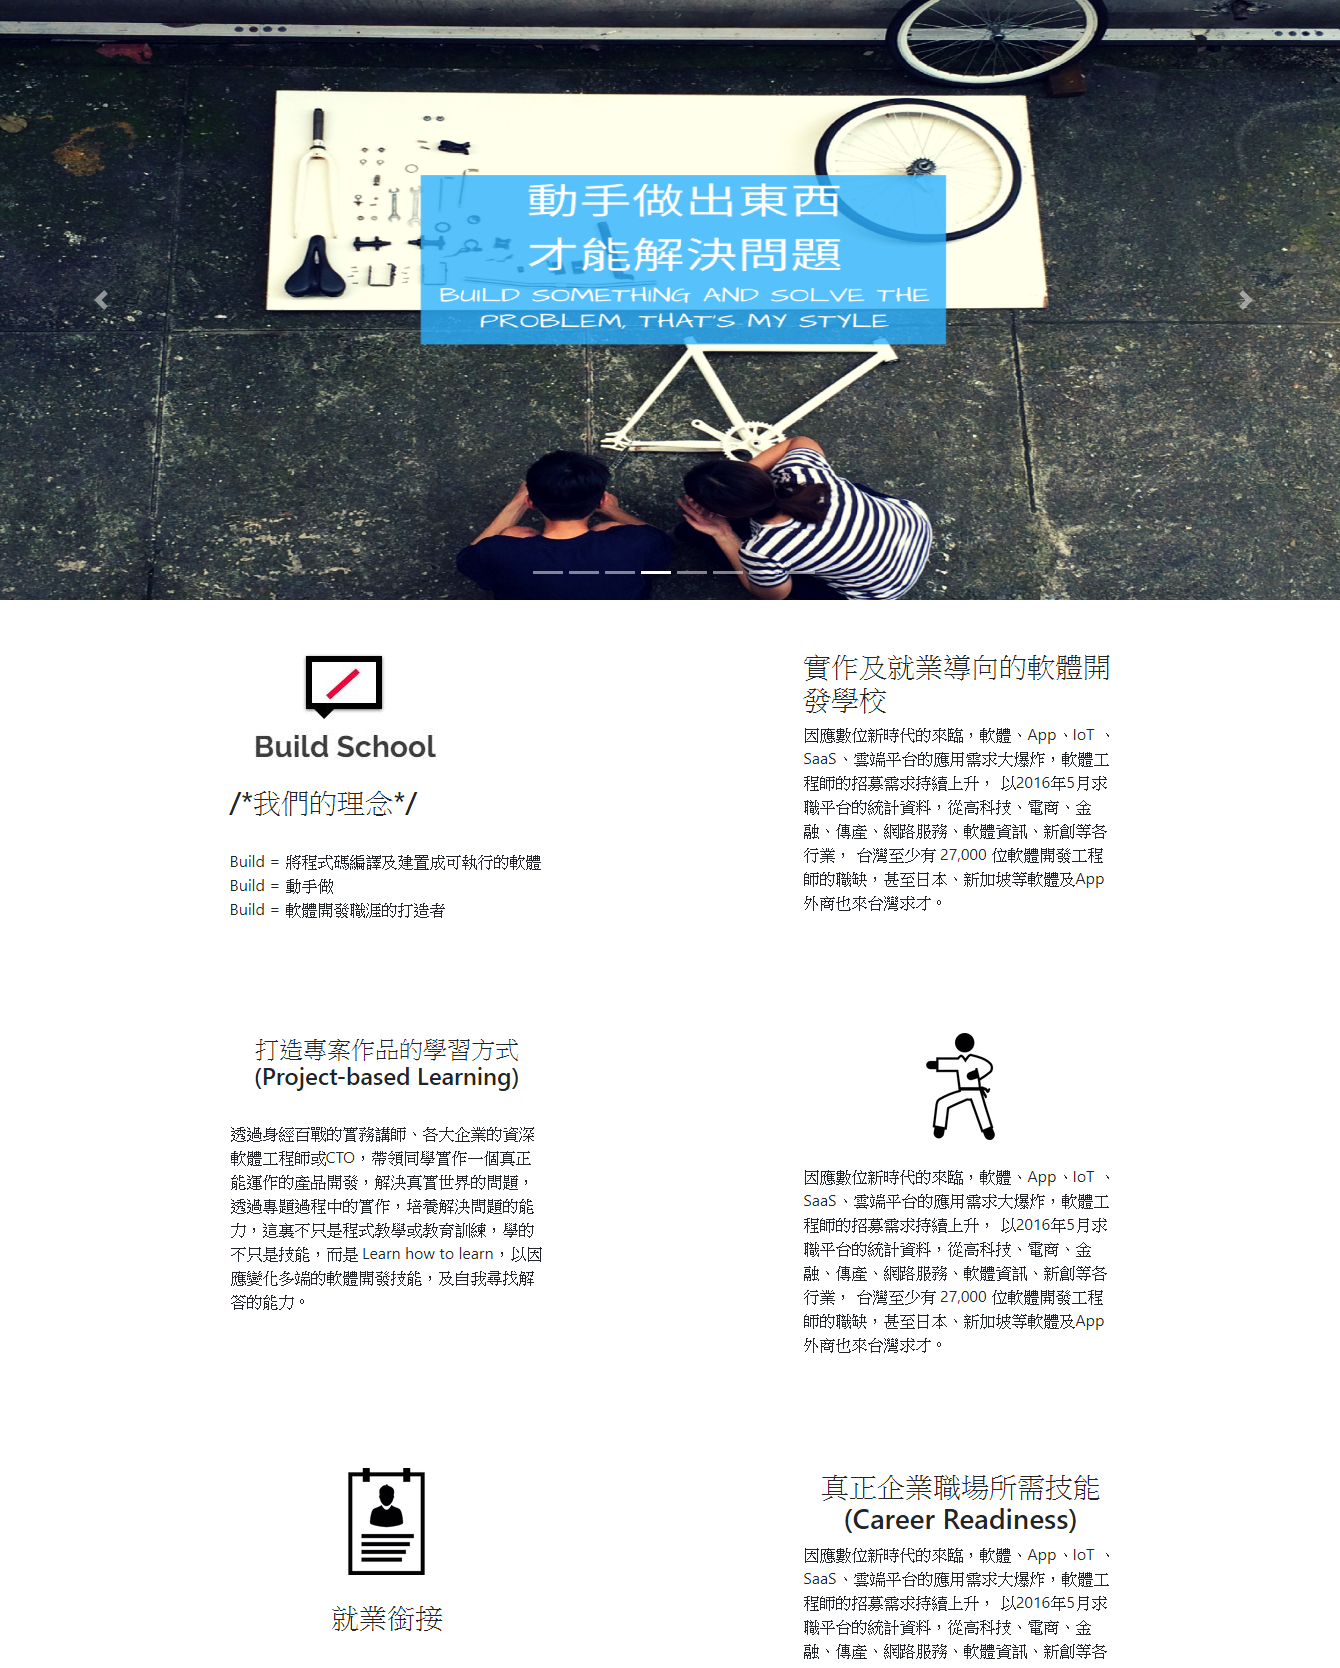 動手做出東西
才能解決問題
BUILD SOMETHING AND SOLVE THE
PROBLEM, THAT'S MY STYLE
Build School
/*我們的理念*/
Build = 將程式碼編譯及建置成可執行的軟體
Build = 動手做
Build = 軟體開發職涯的打造者
實作及就業導向的軟體開
發學校
因應數位新時代的來臨，軟體、App、IoT 、
SaaS、雲端平台的應用需求大爆炸，軟體工
程師的招募需求持續上升， 以2016年5月求
職平台的統計資料，從高科技、電商、金
融、傳產、網路服務、軟體資訊、新創等各
行業， 台灣至少有 27,000 位軟體開發工程
師的職缺，甚至日本、新加坡等軟體及App
外商也來台灣求才。
打造專案作品的學習方式
(Project-based Learning)
透過身經百戰的實務講師、各大企業的資深
軟體工程師或CTO，帶領同學實作一個真正
能運作的產品開發，解決真實世界的問題，
透過專題過程中的實作，培養解決問題的能
力，這裏不只是程式教學或教育訓練，學的
不只是技能，而是 Learn how to learn，以因
應變化多端的軟體開發技能，及自我尋找解
答的能力。
因應數位新時代的來臨，軟體、App、IoT 、
SaaS、雲端平台的應用需求大爆炸，軟體工
程師的招募需求持續上升， 以2016年5月求
職平台的統計資料，從高科技、電商、金
融、傳產、網路服務、軟體資訊、新創等各
行業， 台灣至少有 27,000 位軟體開發工程
師的職缺，甚至日本、新加坡等軟體及App
外商也來台灣求才。
就業銜接
真正企業職場所需技能
(Career Readiness)
因應數位新時代的來臨，軟體、App、IoT 、
SaaS、雲端平台的應用需求大爆炸，軟體工
程師的招募需求持續上升， 以2016年5月求
職平台的統計資料，從高科技、電商、金
融、傳產、網路服務、軟體資訊、新創等各